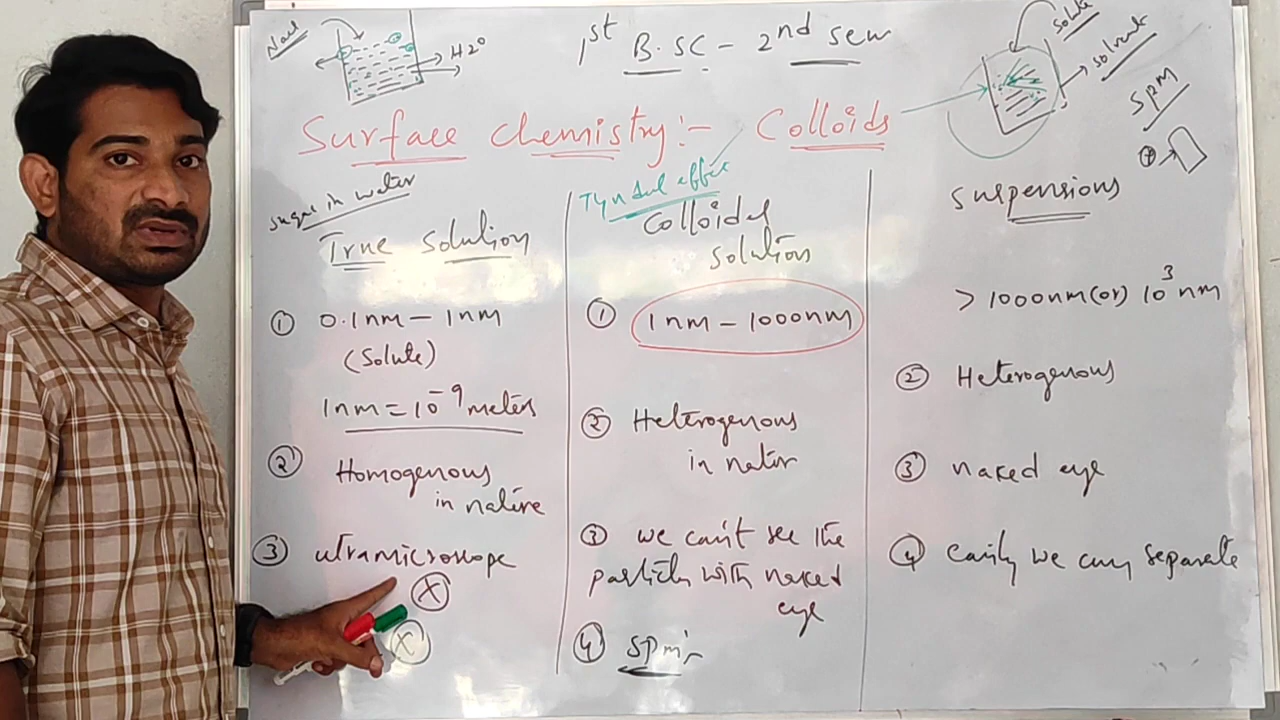 NaCl
H2O
1st B.SC - 2nd sem
Solute
solvent
Spm
Surface Chemistry:- Colloids
Tyndal effect
sugar in water
True Solution
① 0.1nm - 1nm
(Solute)
1nm = 10⁻⁹ meters
② Homogenous
in nature
③ ultramicroscope
(X)
(X)
Colloidal
Solution
① 1nm - 1000nm
② Heterogenous
in natur
③ we can't see the
particles with naked
eye
④ spm:-
Suspensions
> 1000nm (or) 10³ nm
② Heterogenous
③ naked eye
④ easily we can separate